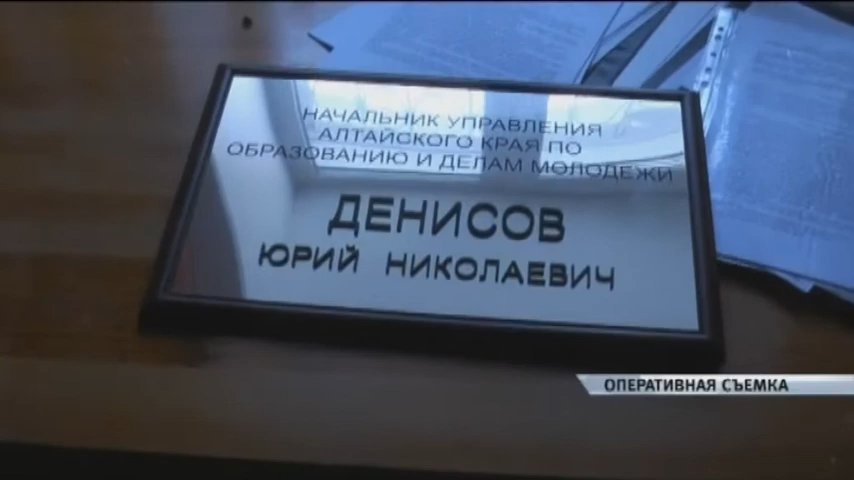 НАЧАЛЬНИК УПРАВЛЕНИЯ
АЛТАЙСКОГО КРАЯ ПО
ОБРАЗОВАНИЮ И ДЕЛАМ МОЛОДЕЖИ
ДЕНИСОВ
ЮРИЙ НИКОЛАЕВИЧ
ОПЕРАТИВНАЯ СЪЕМКА